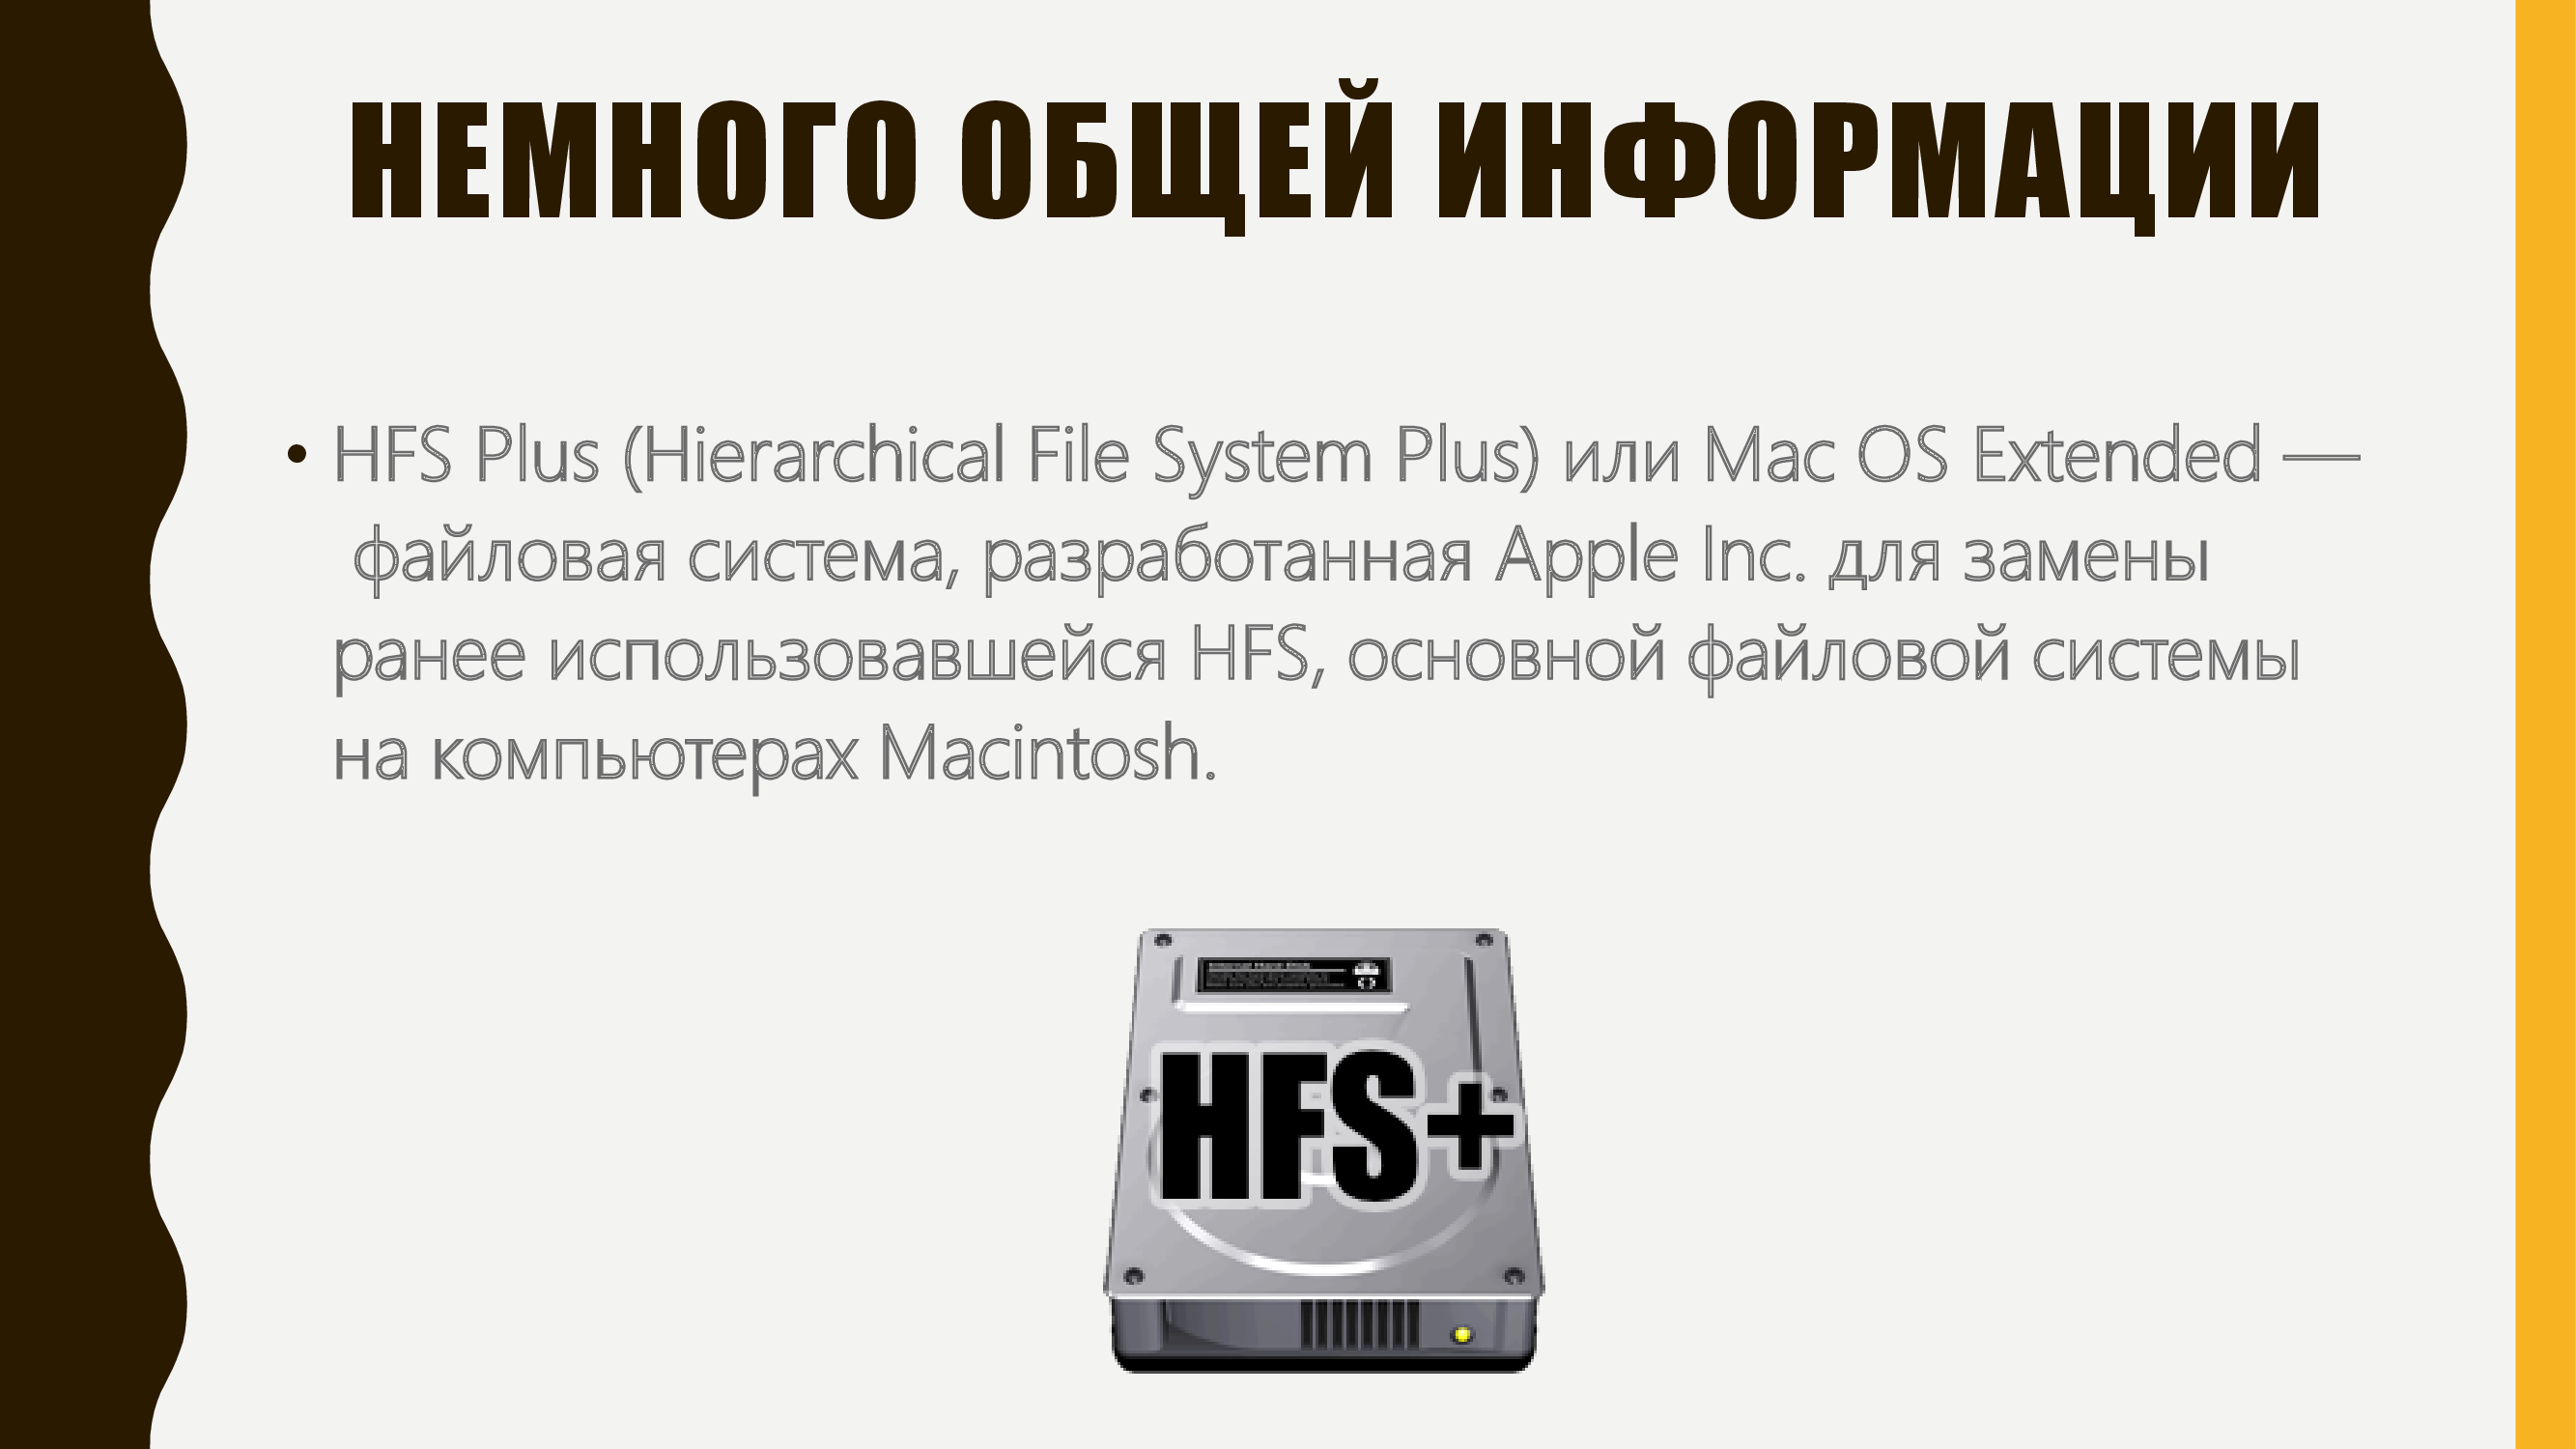 НЕМНОГО ОБЩЕЙ ИНФОРМАЦИИ
• HFS Plus (Hierarchical File System Plus) или Mac OS Extended —
файловая система, разработанная Apple Inc. для замены
ранее использовавшейся HFS, основной файловой системы
на компьютерах Macintosh.
HFS+